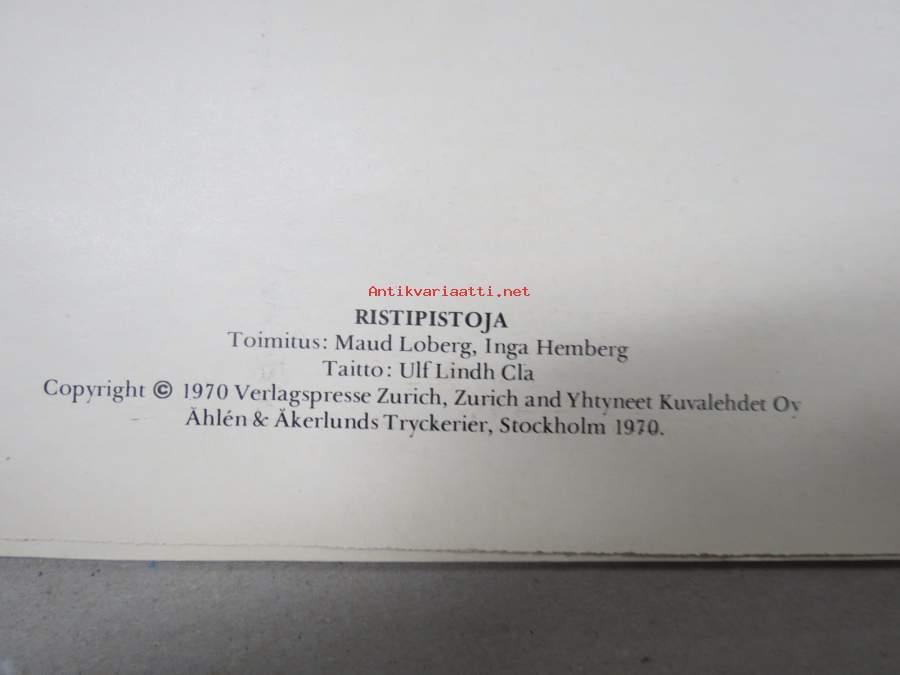 Antikvariaatti.net
RISTIPISTOJA
Toimitus: Maud Loberg, Inga Hemberg
Taitto: Ulf Lindh Cla
Copyright © 1970 Verlagspresse Zurich, Zurich and Yhtyneet Kuvalehdet Oy
Åhlén & Åkerlunds Tryckerier, Stockholm 1970.